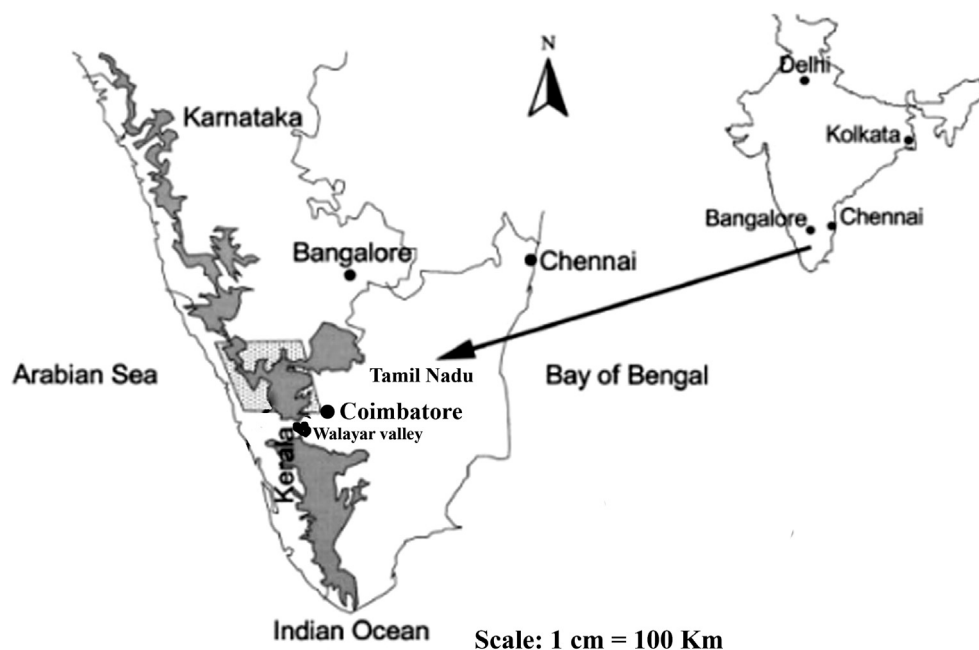 N
Delhi
Karnataka
Kolkata
Bangalore
Chennai
Bangalore
Chennai
Arabian Sea
Tamil Nadu
Bay of Bengal
Coimbatore
Walayar valley
Kerala
Indian Ocean
Scale: 1 cm = 100 Km